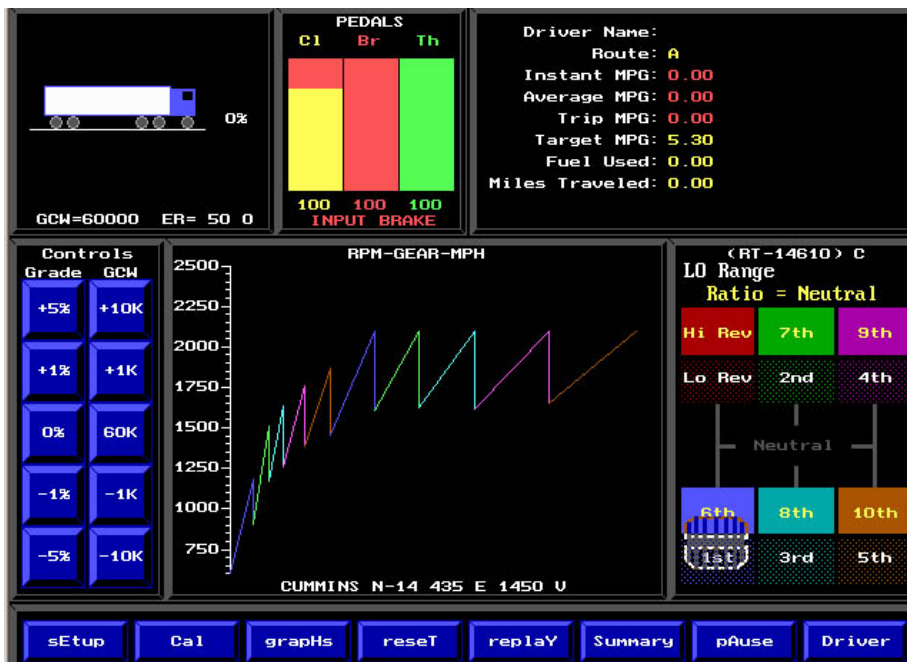 0%
GCW=60000 ER= 50 0
PEDALS
Cl Br Th
100 100 100
INPUT BRAKE
Driver Name:
Route: A
Instant MPG: 0.00
Average MPG: 0.00
Trip MPG: 0.00
Target MPG: 5.30
Fuel Used: 0.00
Miles Traveled: 0.00
Controls
Grade GCW
+5% +10K
+1% +1K
0% 60K
-1% -1K
-5% -10K
RPM-GEAR-MPH
2500
2250
2000
1750
1500
1250
1000
750
CUMMINS N-14 435 E 1450 V
(RT-14610) C
LO Range
Ratio = Neutral
Hi Rev 7th 9th
Lo Rev 2nd 4th
Neutral
6th 8th 10th
1st 3rd 5th
sEtup Cal grapHs reseT replaY Summary pAuse Driver